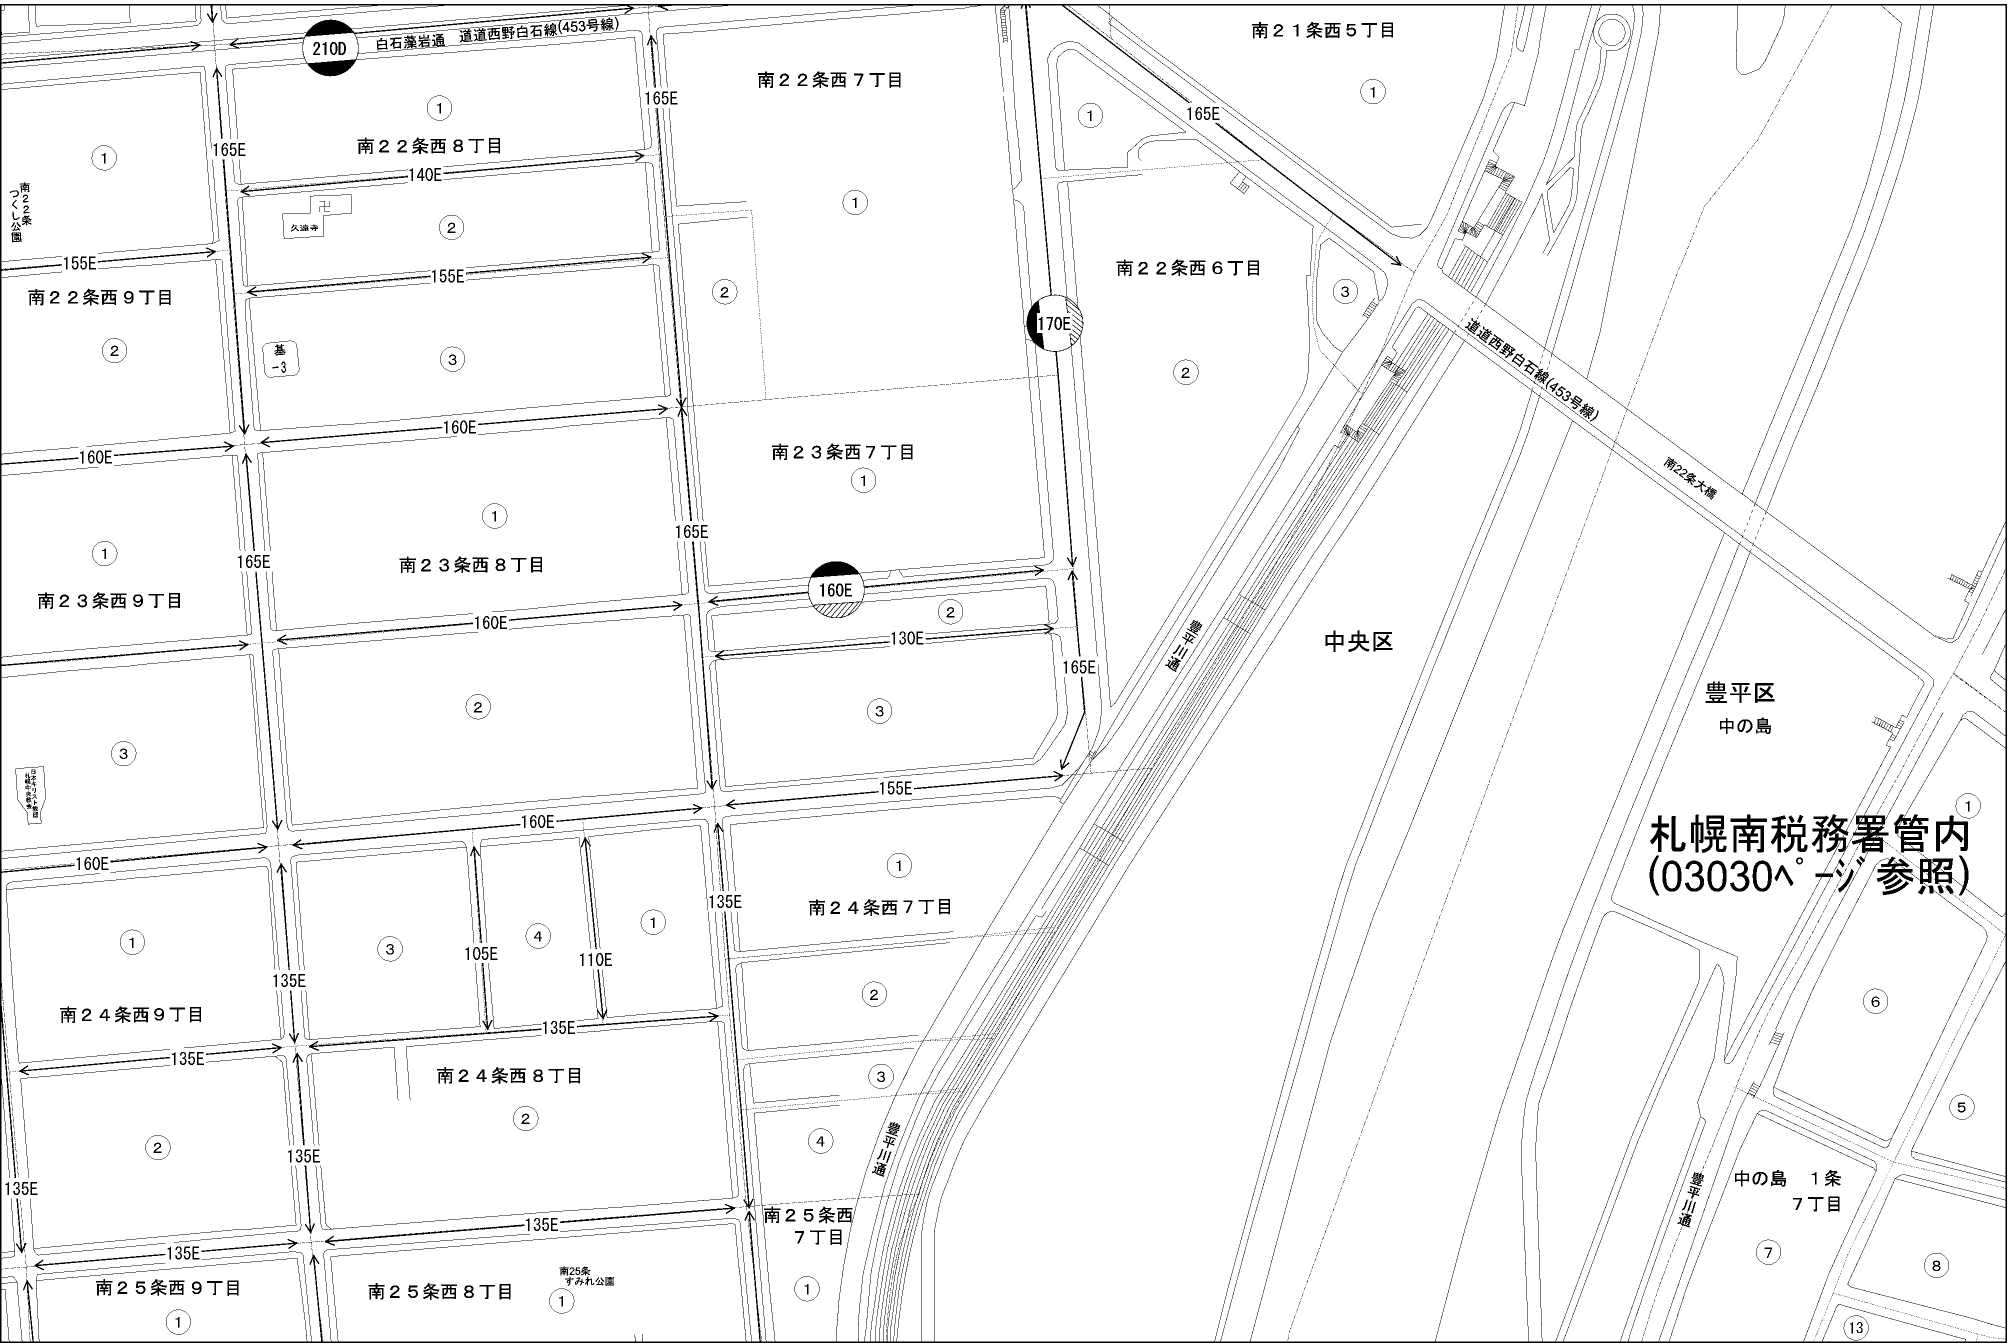 210D
白石藻岩通　道道西野白石線(453号線)
南２１条西５丁目
南２２条西７丁目
①
165E
①
165E
①
①
南２２条西８丁目
165E
①
140E
南２２条
つくし公園
卍
久遠寺
①
②
155E
155E
南２２条西６丁目
南２２条西９丁目
②
③
170E
道道西野白石線(453号線)
②
基
-3
③
②
160E
160E
南２３条西７丁目
①
南22条大橋
①
165E
①
165E
南２３条西８丁目
160E
南２３条西９丁目
②
160E
130E
165E
豊平川通
中央区
豊平区
中の島
②
③
③
155E
160E
160E
①
札幌南税務署管内
(03030ﾍﾟｰｼﾞ参照)
①
135E
南２４条西７丁目
①
③
105E
④
110E
①
135E
②
⑥
南２４条西９丁目
135E
135E
南２４条西８丁目
③
②
④
⑤
②
135E
135E
豊平川通
豊平川通
中の島　１条
７丁目
南２５条西
７丁目
135E
135E
⑦
⑧
南２５条西９丁目
南２５条西８丁目
南25条
すみれ公園
①
①
①
⑬